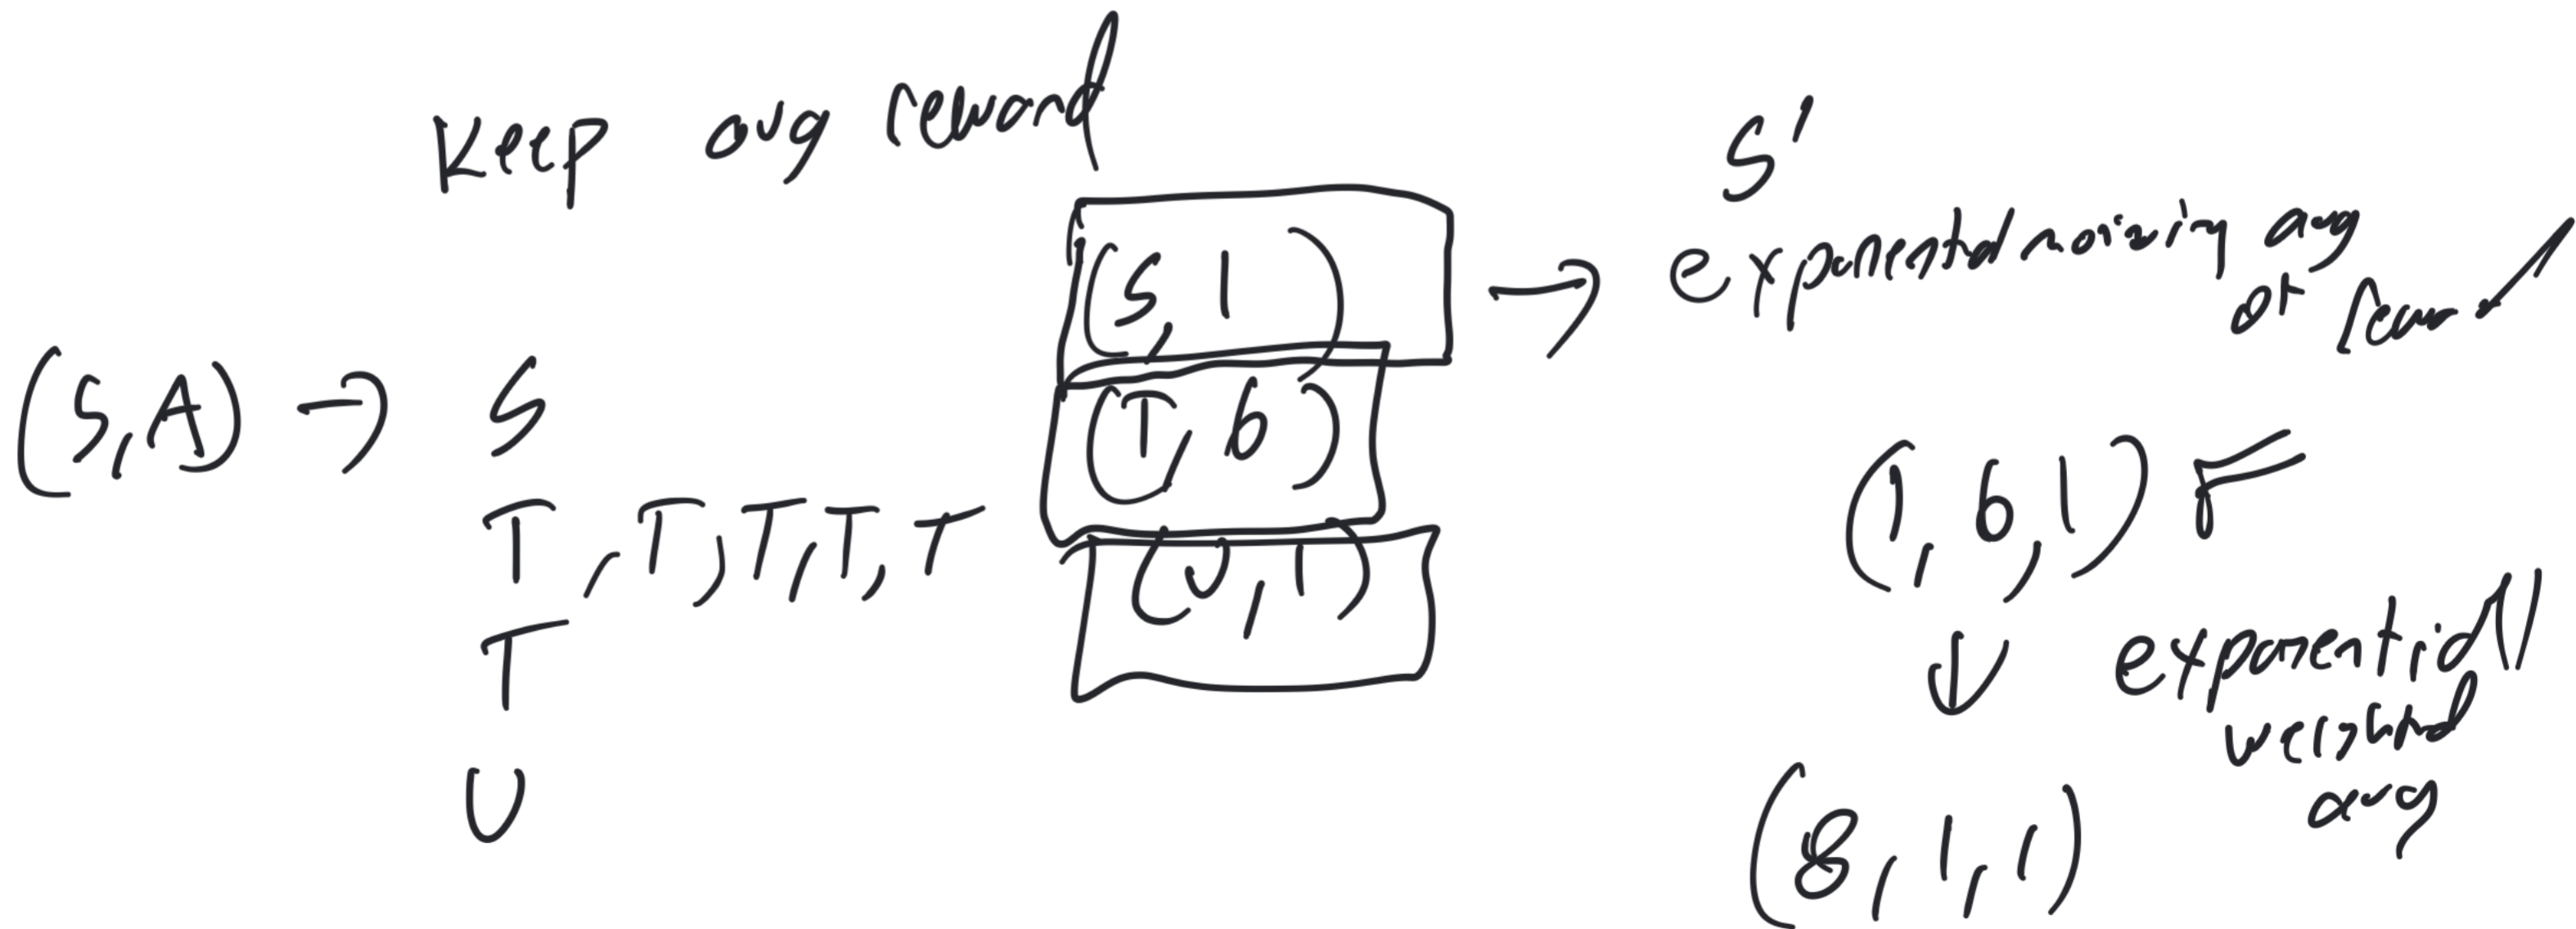 Keep avg reward
S'
(S, 1) →
exponential moving avg
of reward
(S, A) → S
(T, 6)
T, T, T, T, T
(1, 6, 1)
(U, 1)
T
↓ exponentiall
weighted
avg
U
(8, 1, 1)